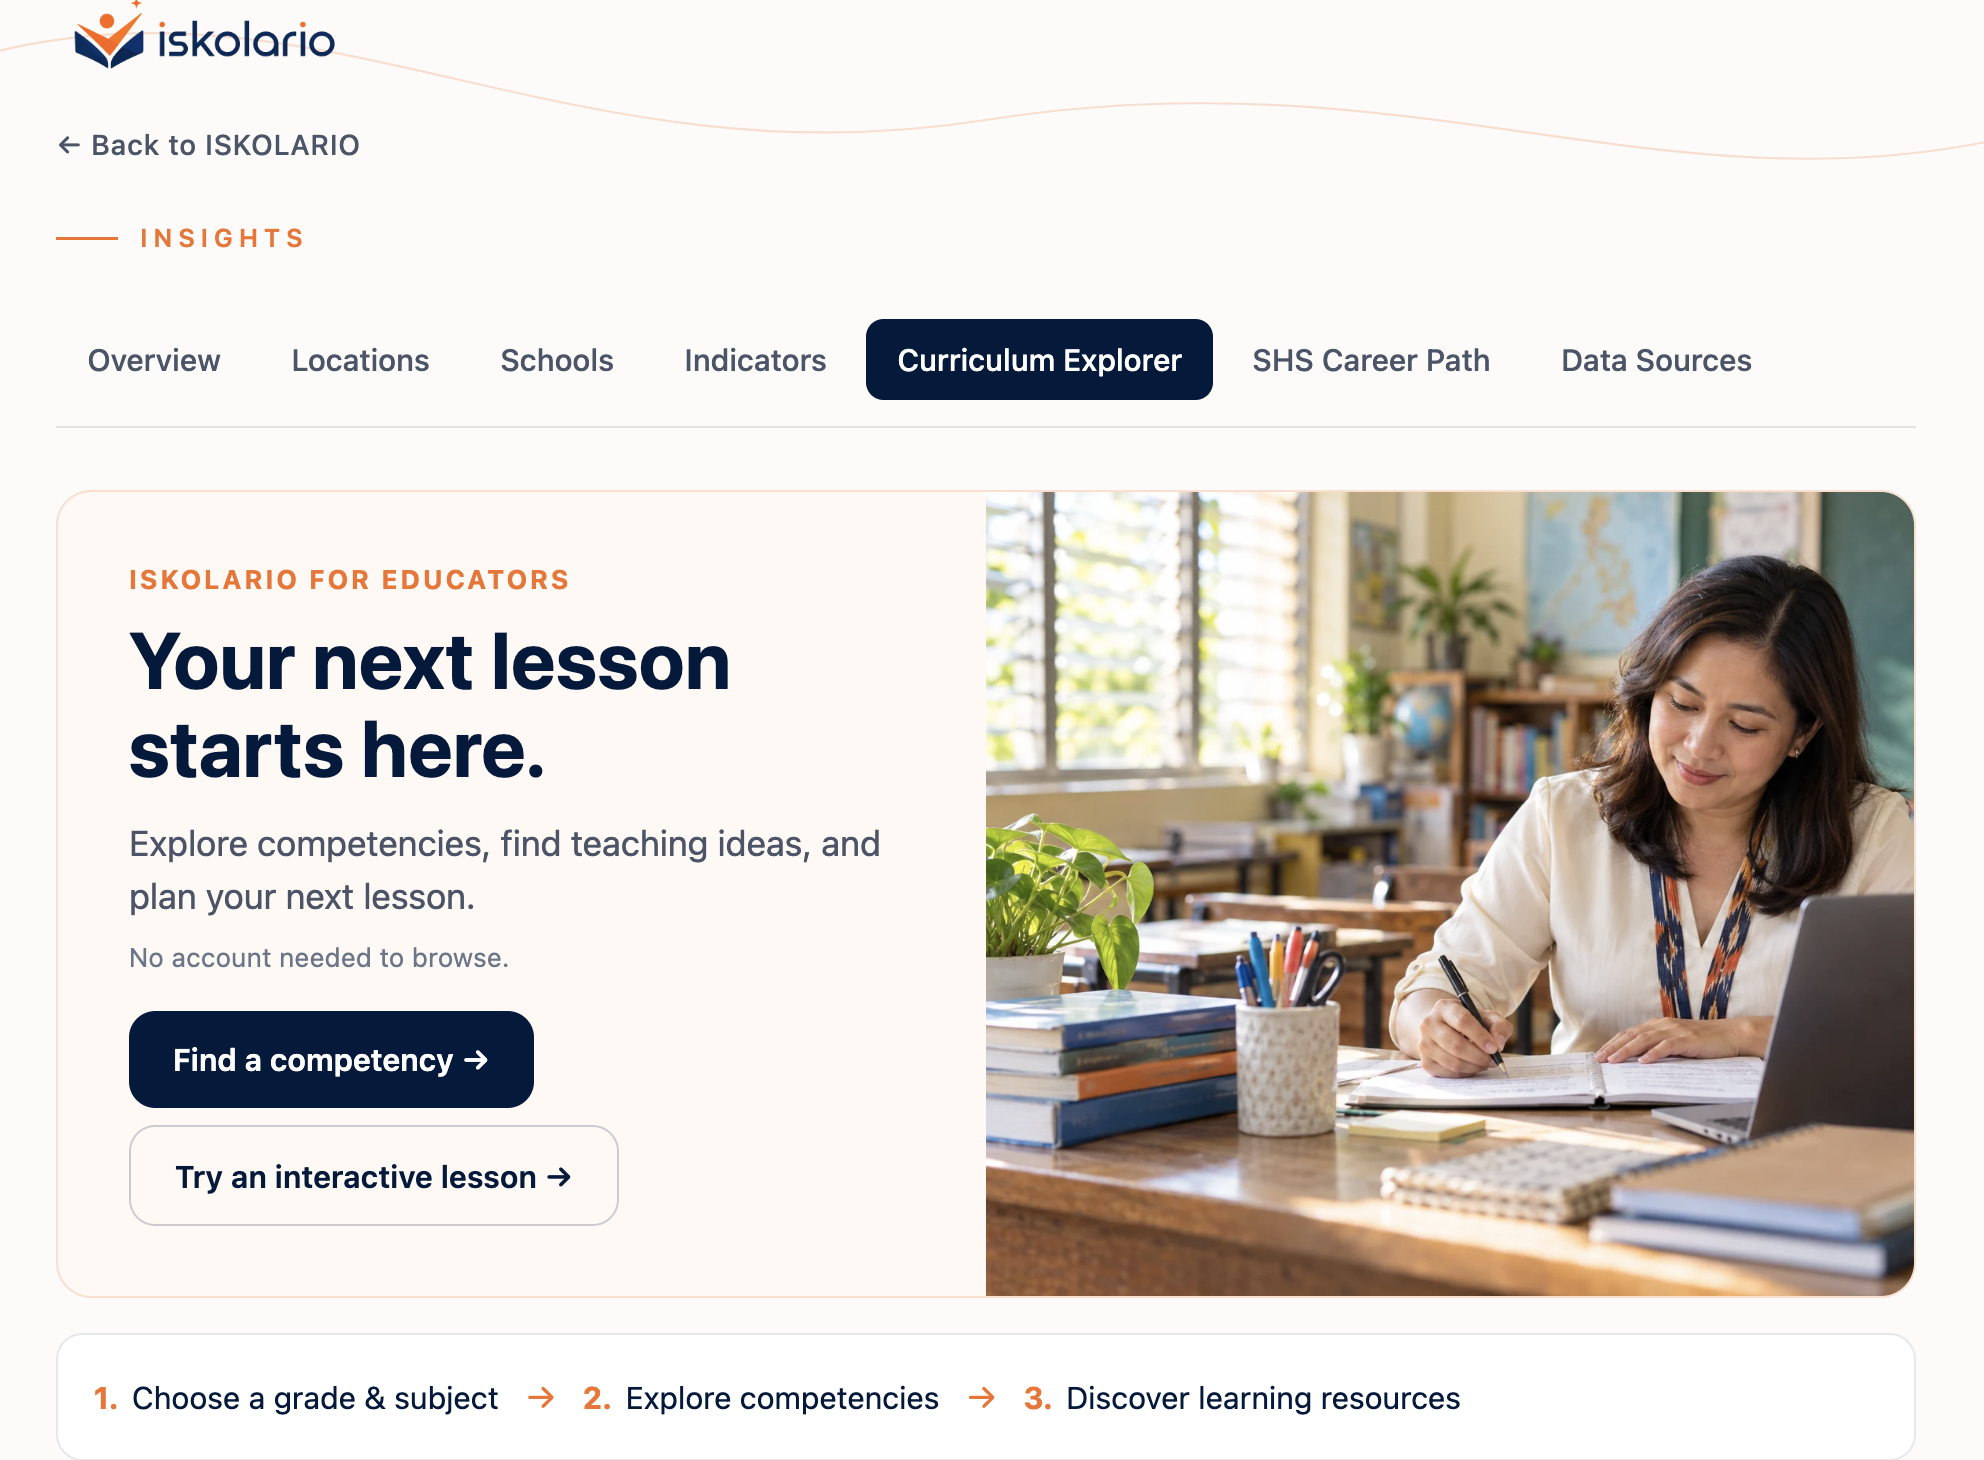 iskolario
← Back to ISKOLARIO
INSIGHTS
Overview Locations Schools Indicators Curriculum Explorer SHS Career Path Data Sources
ISKOLARIO FOR EDUCATORS
Your next lesson
starts here.
Explore competencies, find teaching ideas, and
plan your next lesson.
No account needed to browse.
Find a competency →
Try an interactive lesson →
1. Choose a grade & subject → 2. Explore competencies → 3. Discover learning resources